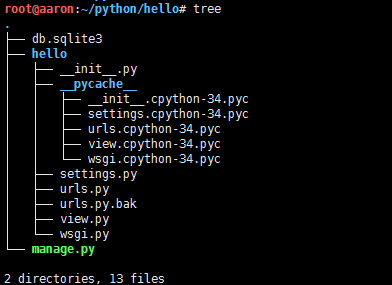 root@aaron:~/python/hello# tree
.
├── db.sqlite3
├── hello
│   ├── __init__.py
│   ├── __pycache__
│   │   ├── __init__.cpython-34.pyc
│   │   ├── settings.cpython-34.pyc
│   │   ├── urls.cpython-34.pyc
│   │   ├── view.cpython-34.pyc
│   │   └── wsgi.cpython-34.pyc
│   ├── settings.py
│   ├── urls.py
│   ├── urls.py.bak
│   ├── view.py
│   └── wsgi.py
└── manage.py
2 directories, 13 files